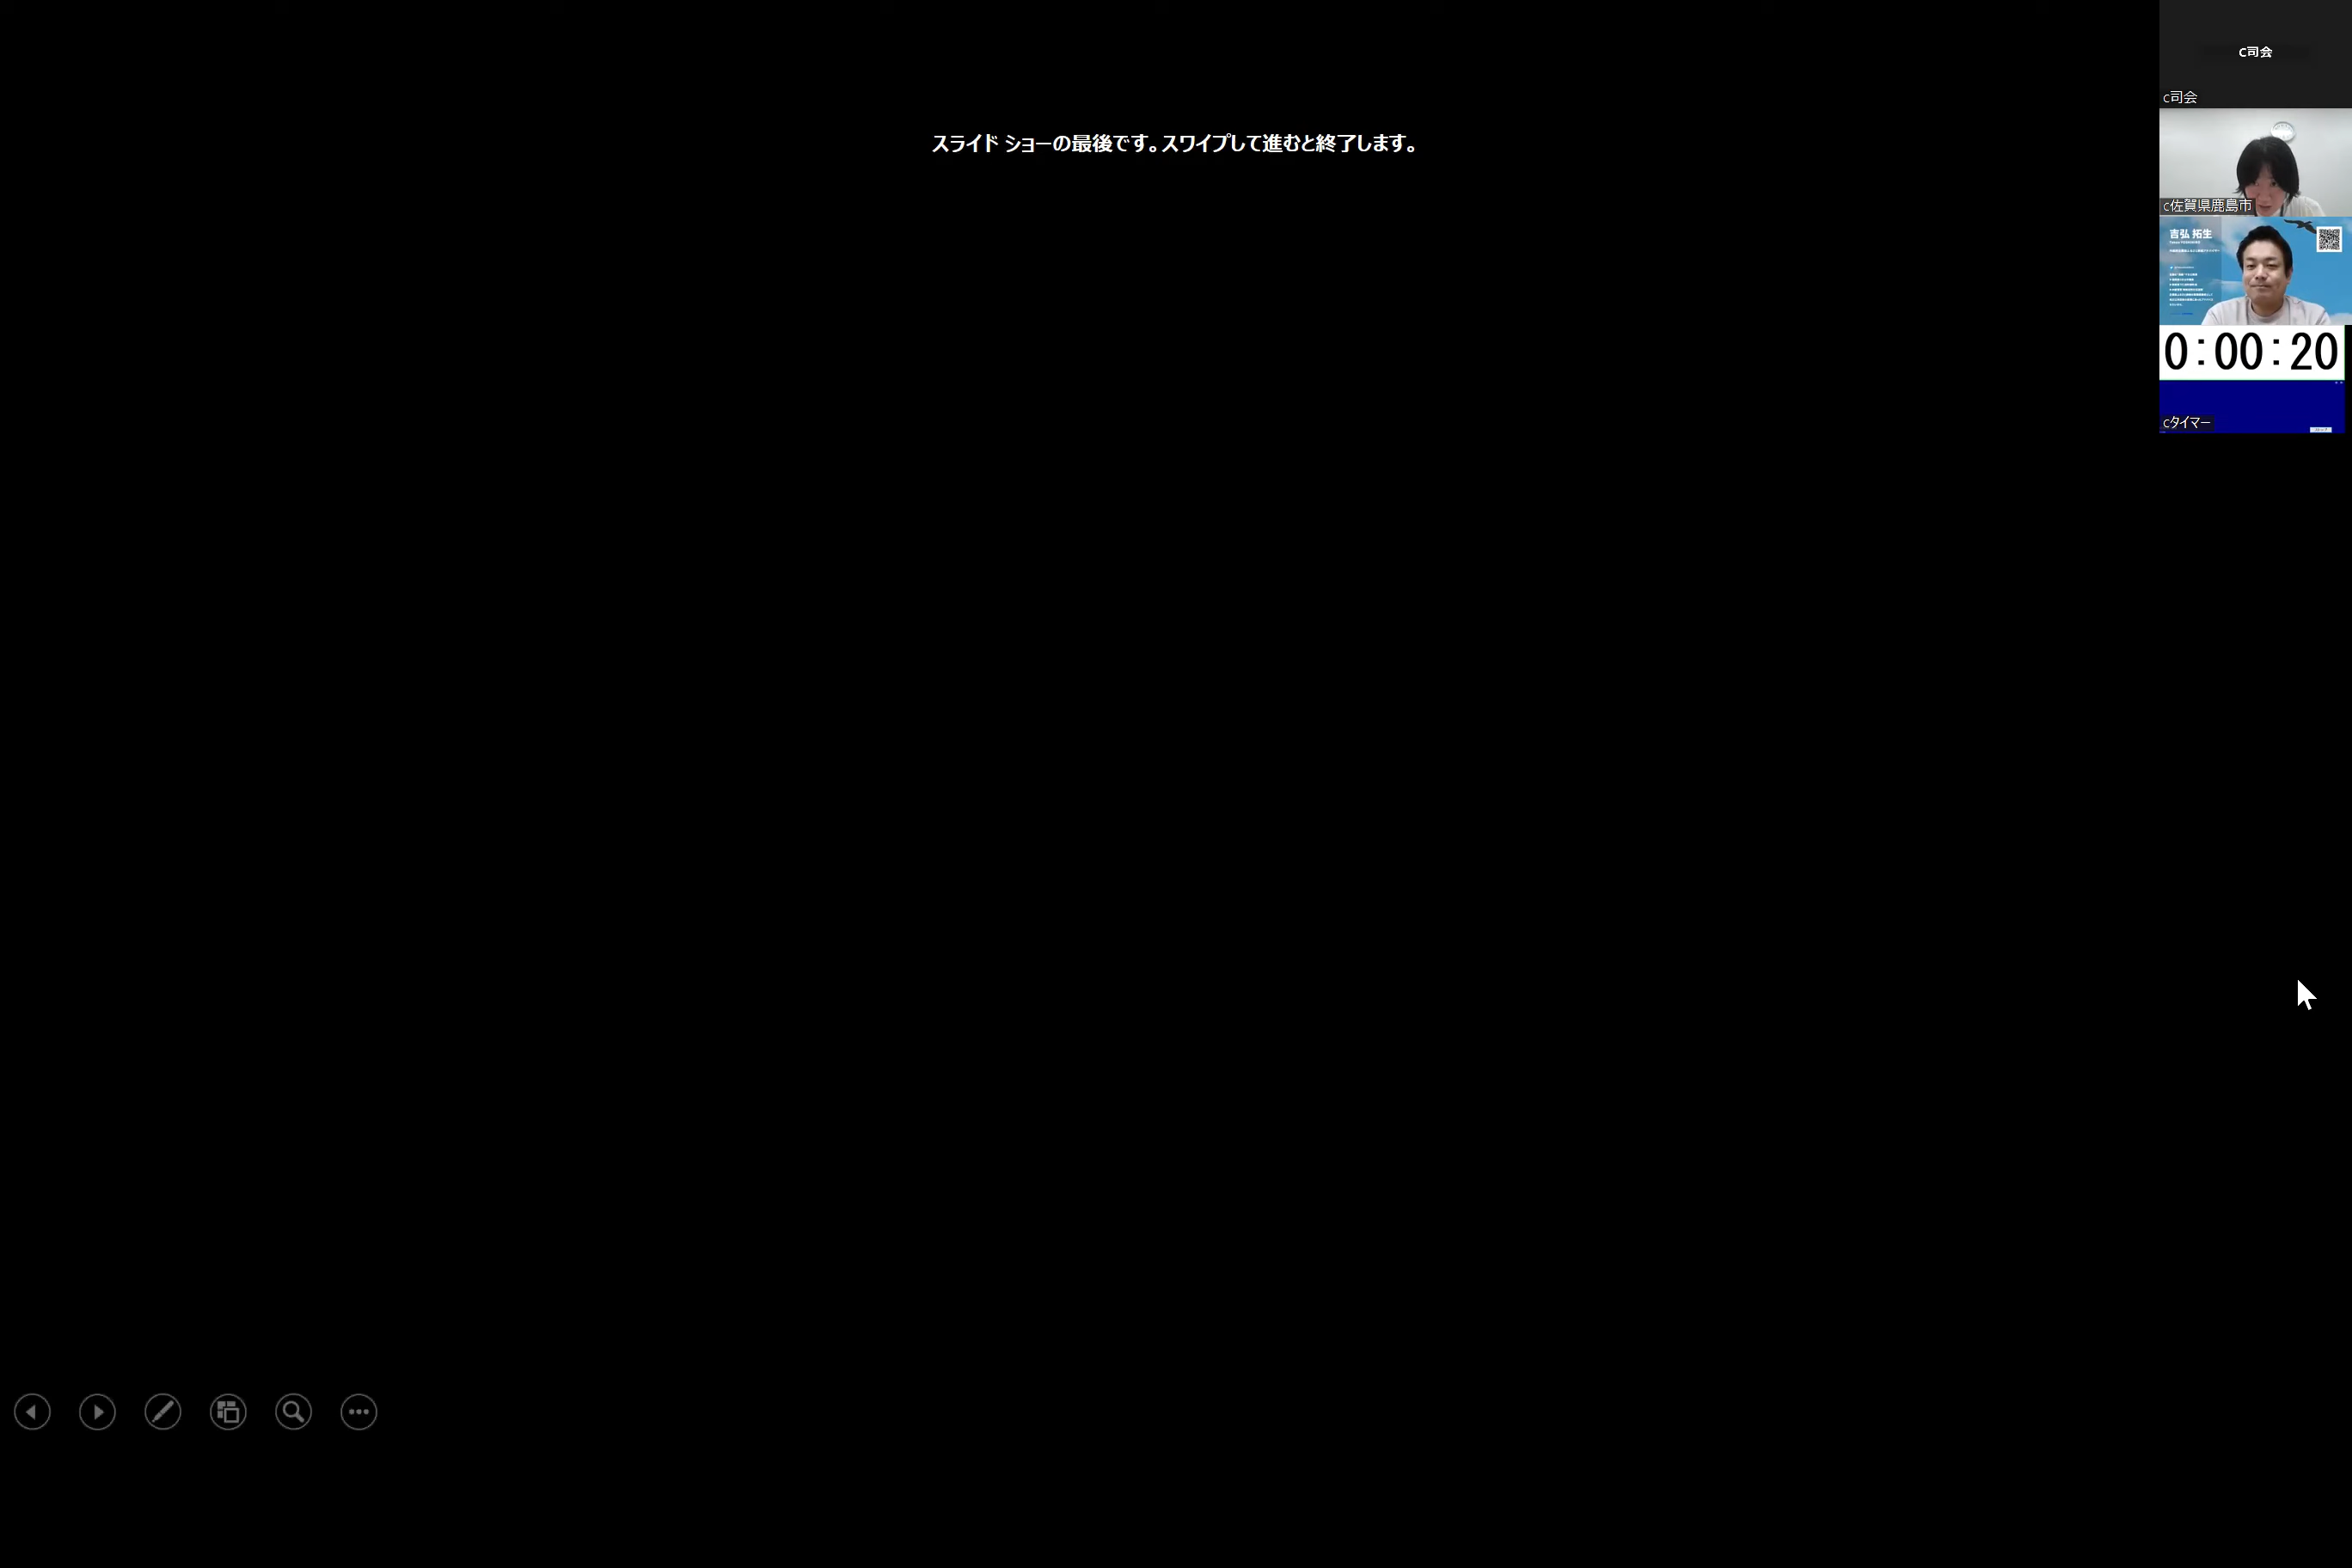 スライド ショーの最後です。スワイプして進むと終了します。
C司会
c司会
c佐賀県鹿島市
吉弘 拓生
0:00:20
cタイマー